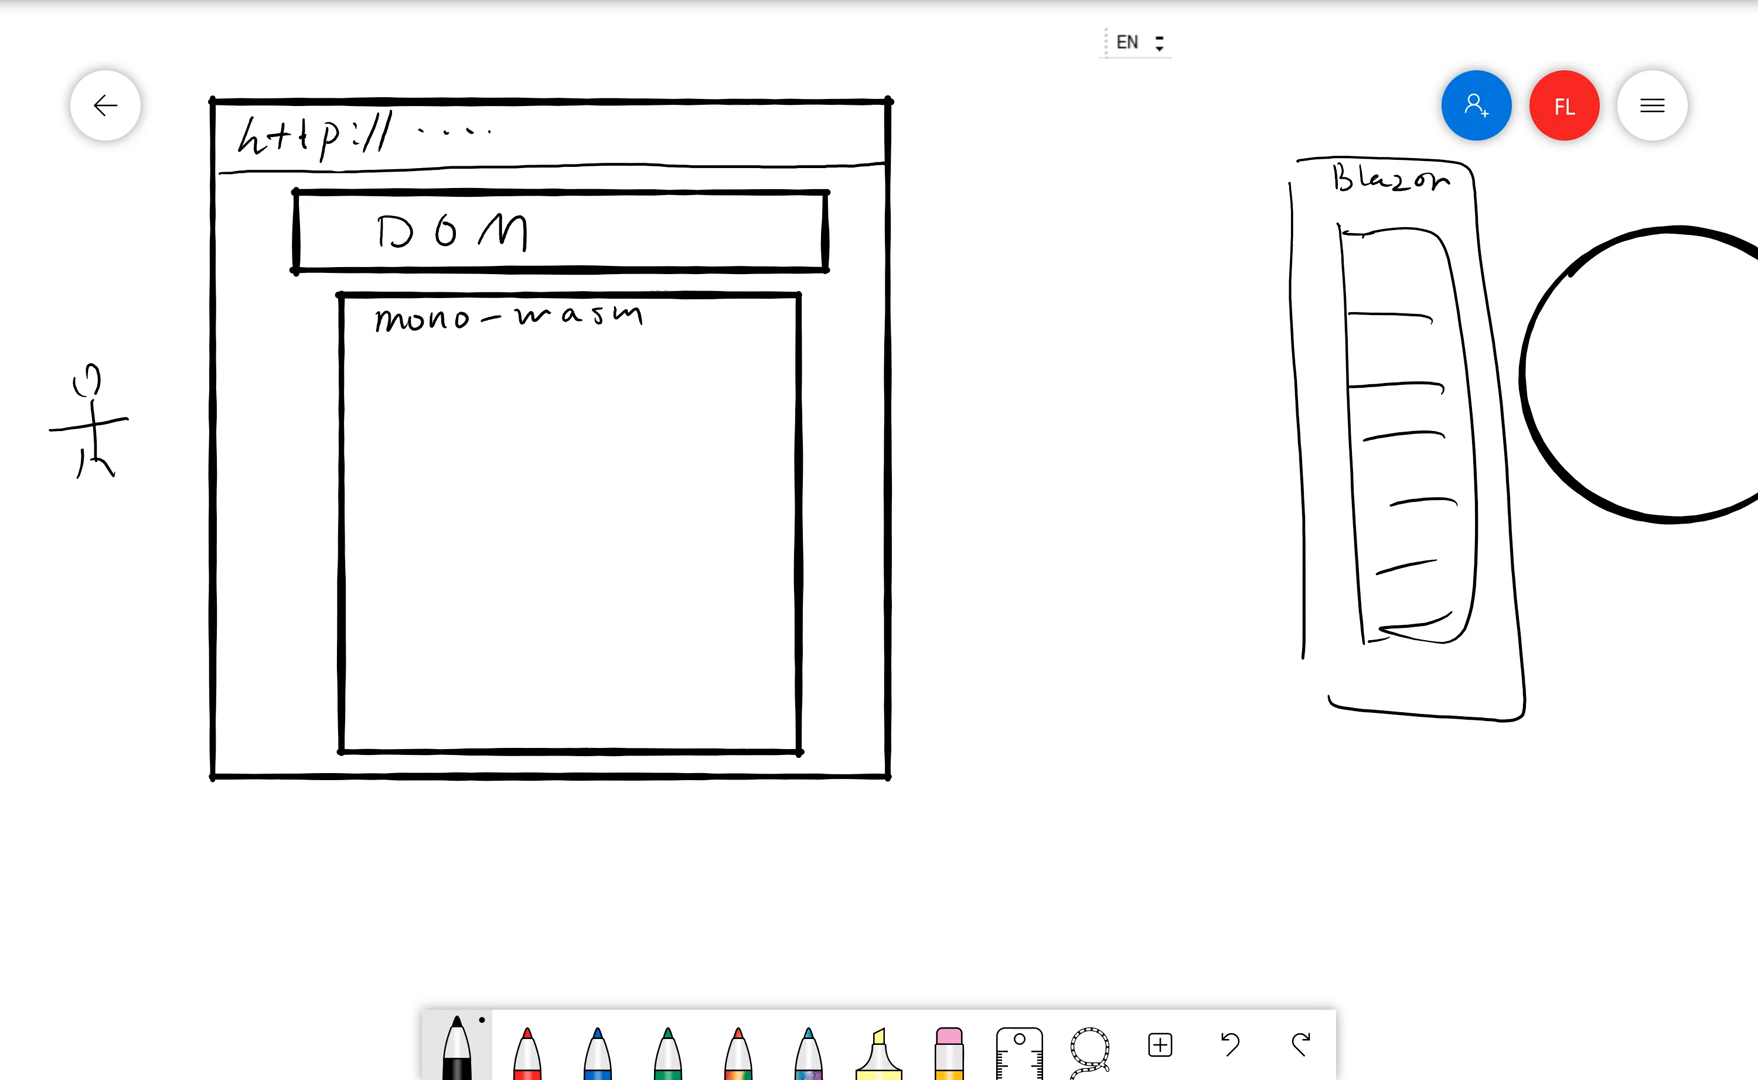 EN
http:// ....
FL
Blazor
DOM
mono-wasm